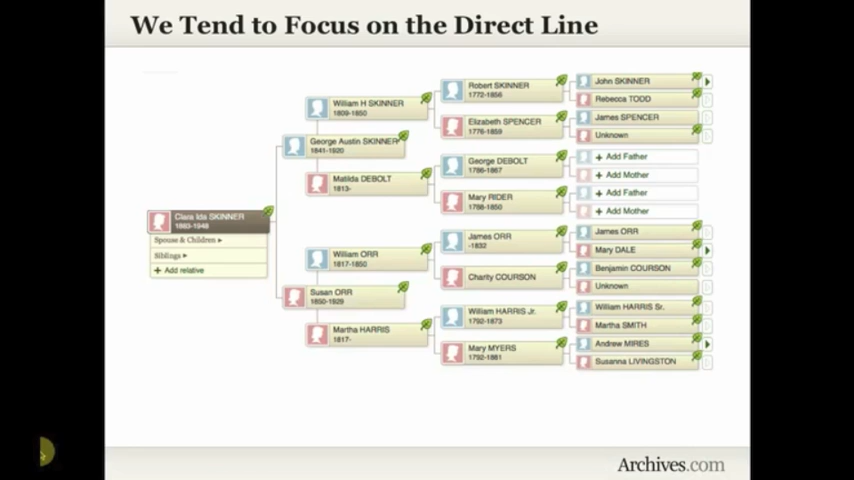 We Tend to Focus on the Direct Line
Clara Ida SKINNER
1860-1948
Spouse & Children
Siblings
+ Add relative
George Austin SKINNER
1841-1920
Susan ORR
1850-1929
William H SKINNER
1809-1850
Matilda DEBOLT
1813-
William ORR
1817-1850
Martha HARRIS
1817-
Robert SKINNER
1772-1856
Elizabeth SPENCER
1776-1859
George DEBOLT
1786-1867
Mary RIDER
1788-1850
James ORR
-1832
Charity COURSON
William HARRIS Jr.
1792-1873
Mary MYERS
1792-1881
John SKINNER
Rebecca TODD
James SPENCER
Unknown
+ Add Father
+ Add Mother
+ Add Father
+ Add Mother
James ORR
Mary DALE
Benjamin COURSON
Unknown
William HARRIS Sr.
Martha SMITH
Andrew MIRES
Susanna LIVINGSTON
Archives.com